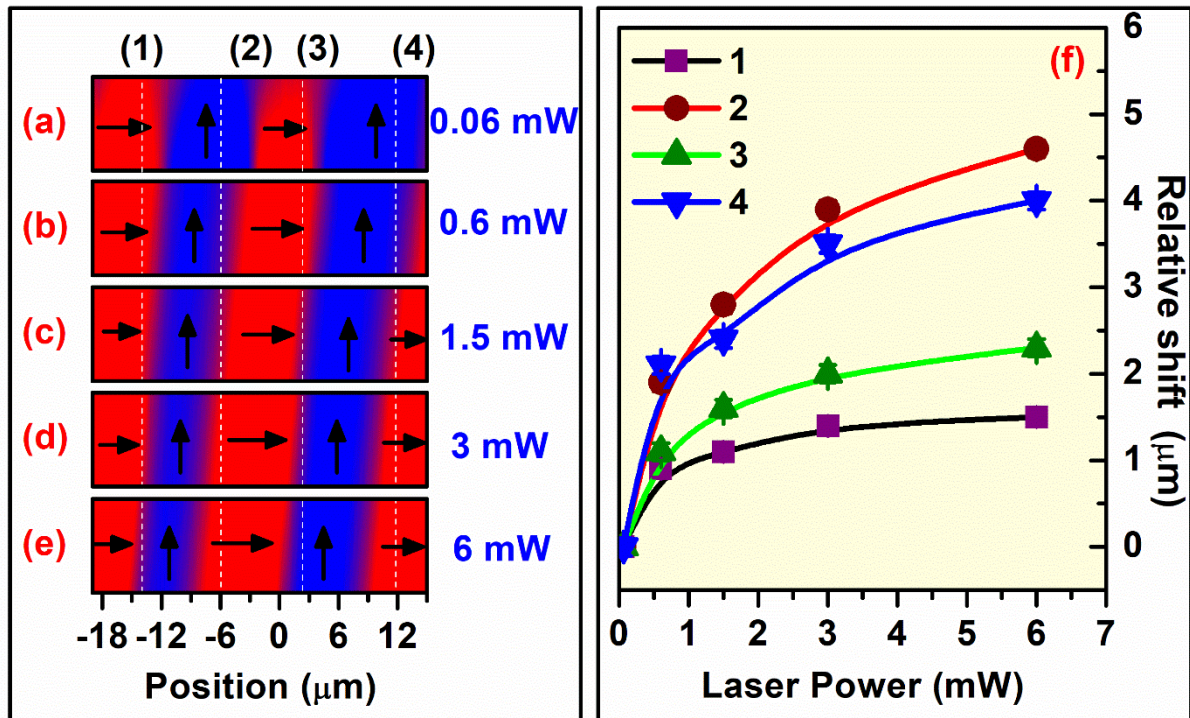 (1) (2) (3) (4)
(a) 0.06 mW
(b) 0.6 mW
(c) 1.5 mW
(d) 3 mW
(e) 6 mW
-18 -12 -6 0 6 12
Position (μm)
(f)
1
2
3
4
6
5
4
3
2
1
0
Relative shift (μm)
0 1 2 3 4 5 6 7
Laser Power (mW)